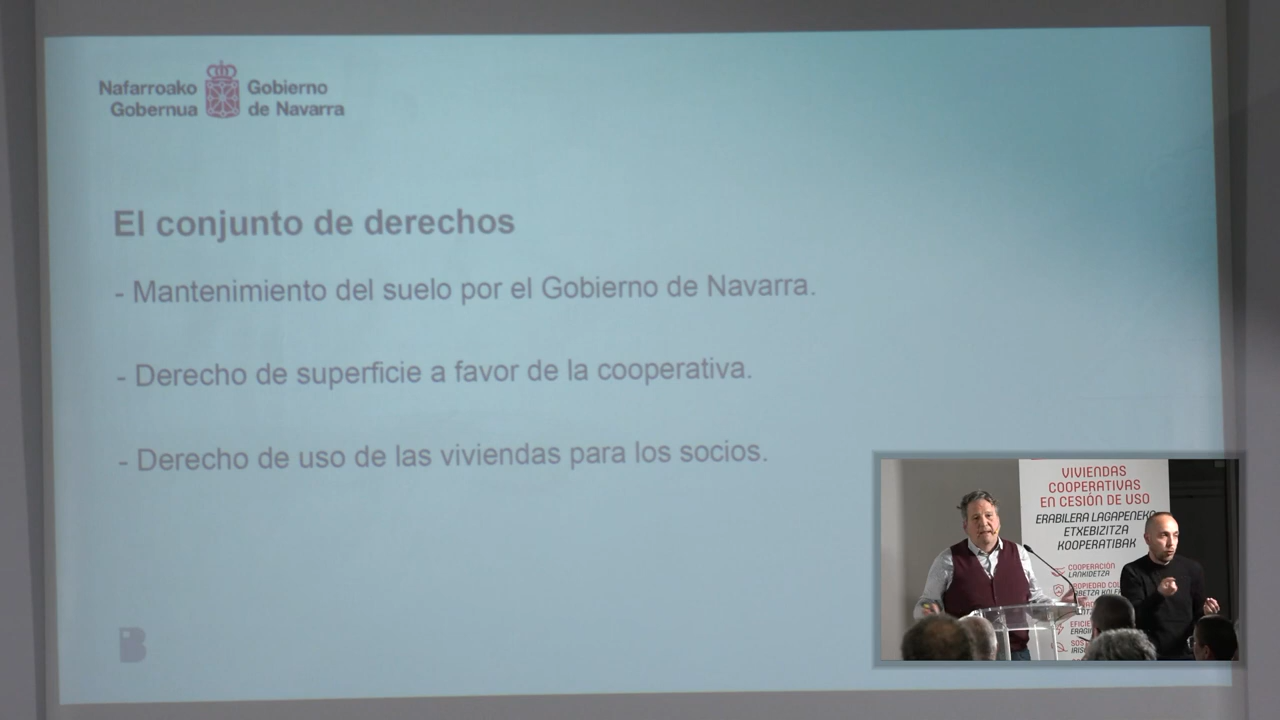 Nafarroako
Gobernua
Gobierno
de Navarra
El conjunto de derechos
- Mantenimiento del suelo por el Gobierno de Navarra.
- Derecho de superficie a favor de la cooperativa.
- Derecho de uso de las viviendas para los socios.
B
VIVIENDAS
COOPERATIVAS
EN CESIÓN DE USO
ERABILERA LAGAPENEKO
ETXEBIZITZA
KOOPERATIBAK
COOPERACIÓN
LANKIDETZA